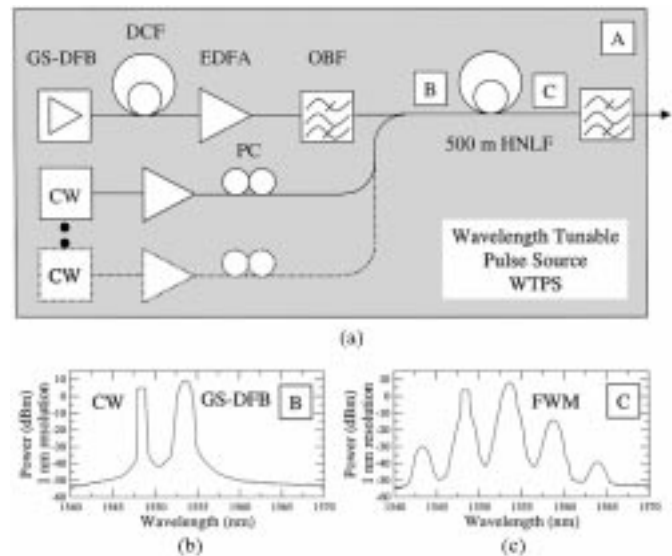 A
DCF
GS-DFB
EDFA
OBF
B
C
PC
500 m HNLF
CW
CW
Wavelength Tunable
Pulse Source
WTPS
(a)
CW
GS-DFB
B
Power (dBm)
1 nm resolution
Wavelength (nm)
(b)
FWM
C
Power (dBm)
1 nm resolution
Wavelength (nm)
(c)